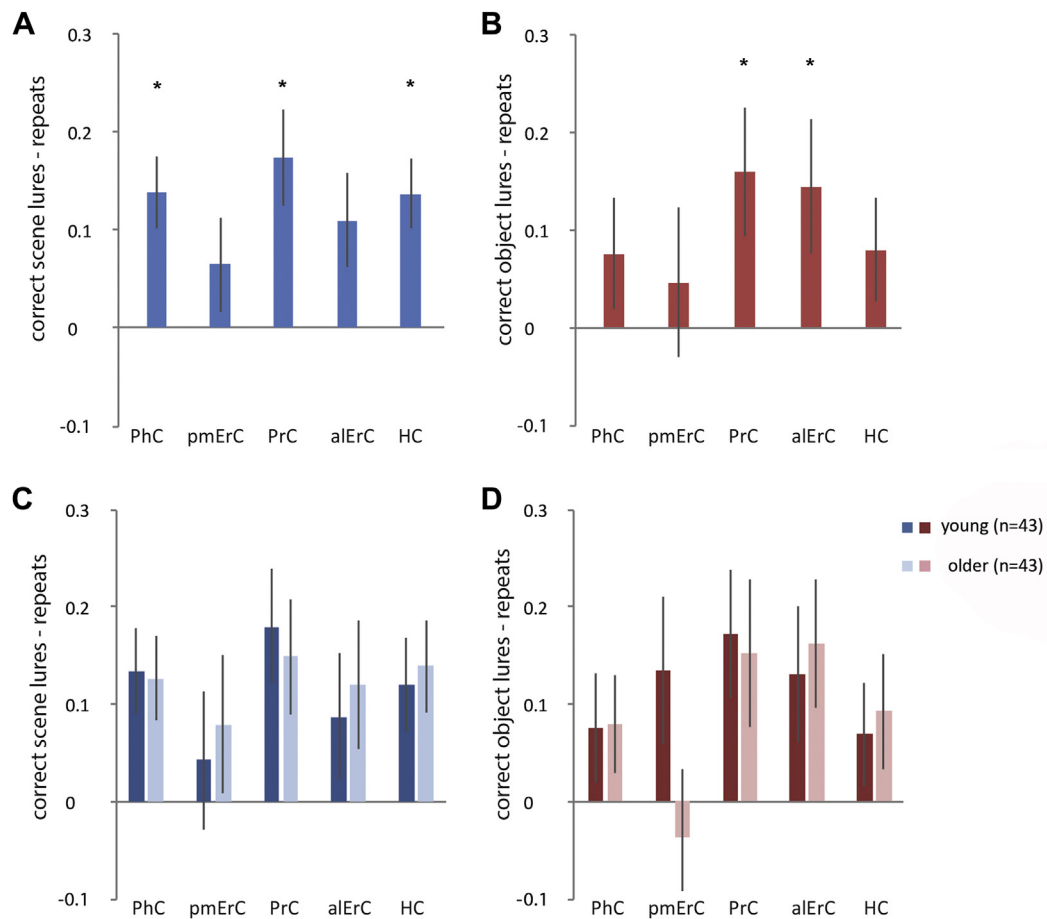 A
correct scene lures - repeats
0.3
0.2
0.1
0
-0.1
* * *
PhC pmErC PrC alErC HC
B
correct object lures - repeats
0.3
0.2
0.1
0
-0.1
* *
PhC pmErC PrC alErC HC
C
correct scene lures - repeats
0.3
0.2
0.1
0
-0.1
PhC pmErC PrC alErC HC
D
correct object lures - repeats
0.3
0.2
0.1
0
-0.1
PhC pmErC PrC alErC HC
young (n=43)
older (n=43)